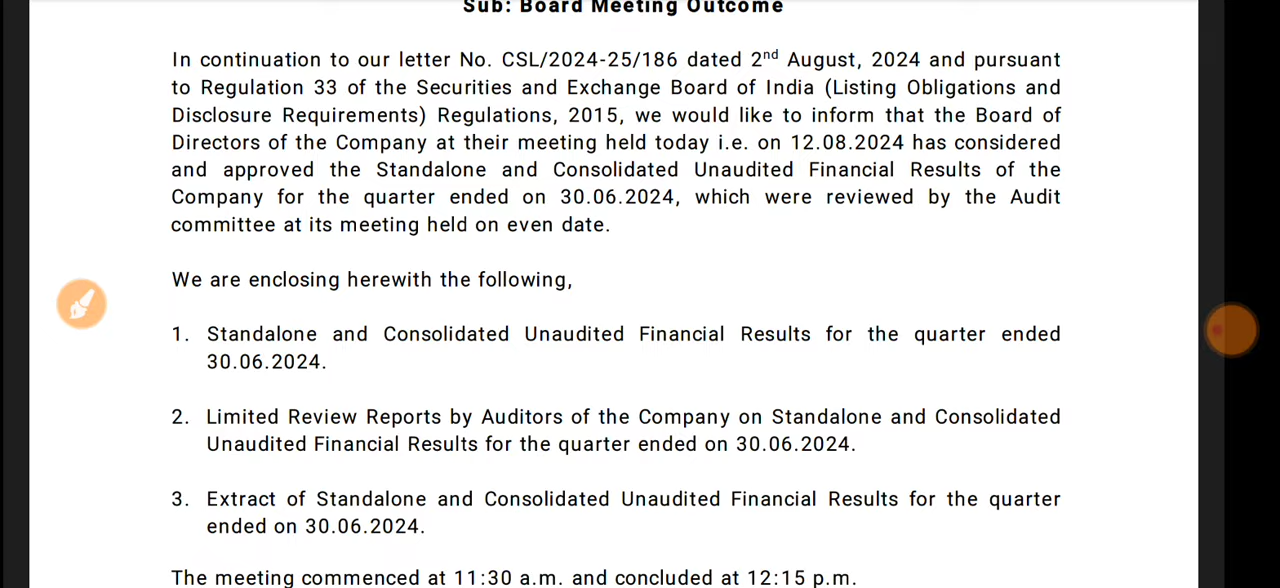 Sub: Board Meeting Outcome
In continuation to our letter No. CSL/2024-25/186 dated 2nd August, 2024 and pursuant
to Regulation 33 of the Securities and Exchange Board of India (Listing Obligations and
Disclosure Requirements) Regulations, 2015, we would like to inform that the Board of
Directors of the Company at their meeting held today i.e. on 12.08.2024 has considered
and approved the Standalone and Consolidated Unaudited Financial Results of the
Company for the quarter ended on 30.06.2024, which were reviewed by the Audit
committee at its meeting held on even date.
We are enclosing herewith the following,
1. Standalone and Consolidated Unaudited Financial Results for the quarter ended
30.06.2024.
2. Limited Review Reports by Auditors of the Company on Standalone and Consolidated
Unaudited Financial Results for the quarter ended on 30.06.2024.
3. Extract of Standalone and Consolidated Unaudited Financial Results for the quarter
ended on 30.06.2024.
The meeting commenced at 11:30 a.m. and concluded at 12:15 p.m.